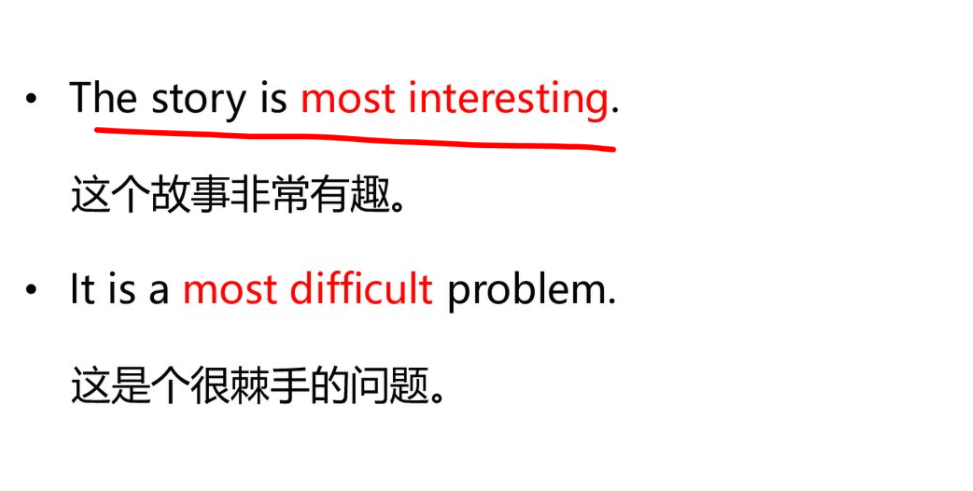 • The story is most interesting.
这个故事非常有趣。
• It is a most difficult problem.
这是个很棘手的问题。